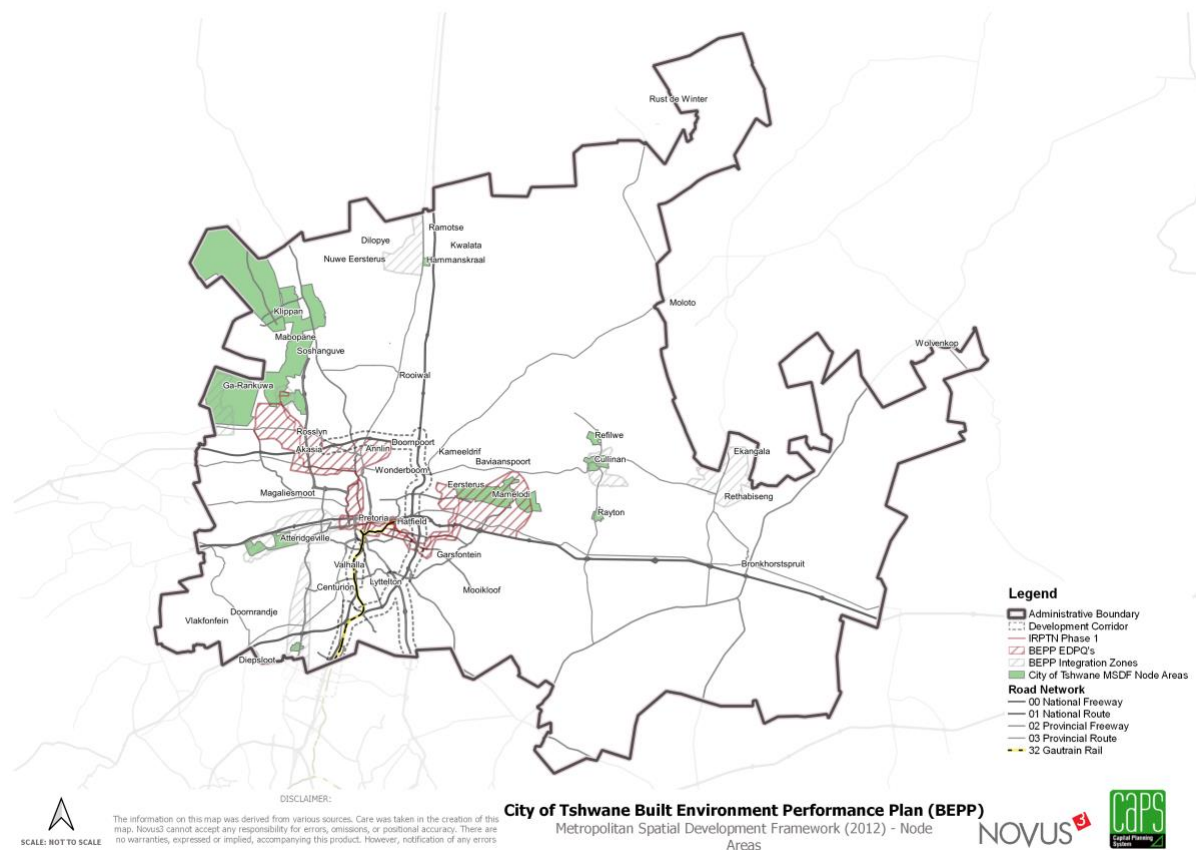 Rust de Winter
Ramotse
Dilopye
Kwalata
Nuwe Eersterus
Hammanskraal
Moloto
Klippan
Mabopane
Soshanguve
Wolvenkop
Rooiwal
Ga-Rankuwa
Rosslyn
Refilwe
Doornpoort
Akasia
Annlin
Kameeldrif
Ekangala
Cullinan
Baviaanspoort
Wonderboom
Eersterus
Magaliesmoot
Mamelodi
Rethabiseng
Rayton
Pretoria
Hatfield
Atteridgeville
Garsfontein
Valhalla
Bronkhorstspruit
Lyttelton
Centurion
Mooikloof
Doornrandje
Vlakfonfein
Diepsloot
Legend
Administrative Boundary
Development Corridor
IRPTN Phase 1
BEPP EDPQ's
BEPP Integration Zones
City of Tshwane MSDF Node Areas
Road Network
00 National Freeway
01 National Route
02 Provincial Freeway
03 Provincial Route
32 Gautrain Rail
SCALE: NOT TO SCALE
DISCLAIMER:
The information on this map was derived from various sources. Care was taken in the creation of this
map. Novus3 cannot accept any responsibility for errors, omissions, or positional accuracy. There are
no warranties, expressed or implied, accompanying this product. However, notification of any errors
City of Tshwane Built Environment Performance Plan (BEPP)
Metropolitan Spatial Development Framework (2012) - Node
Areas
NOVUS3
CAPS
Capital Planning
System